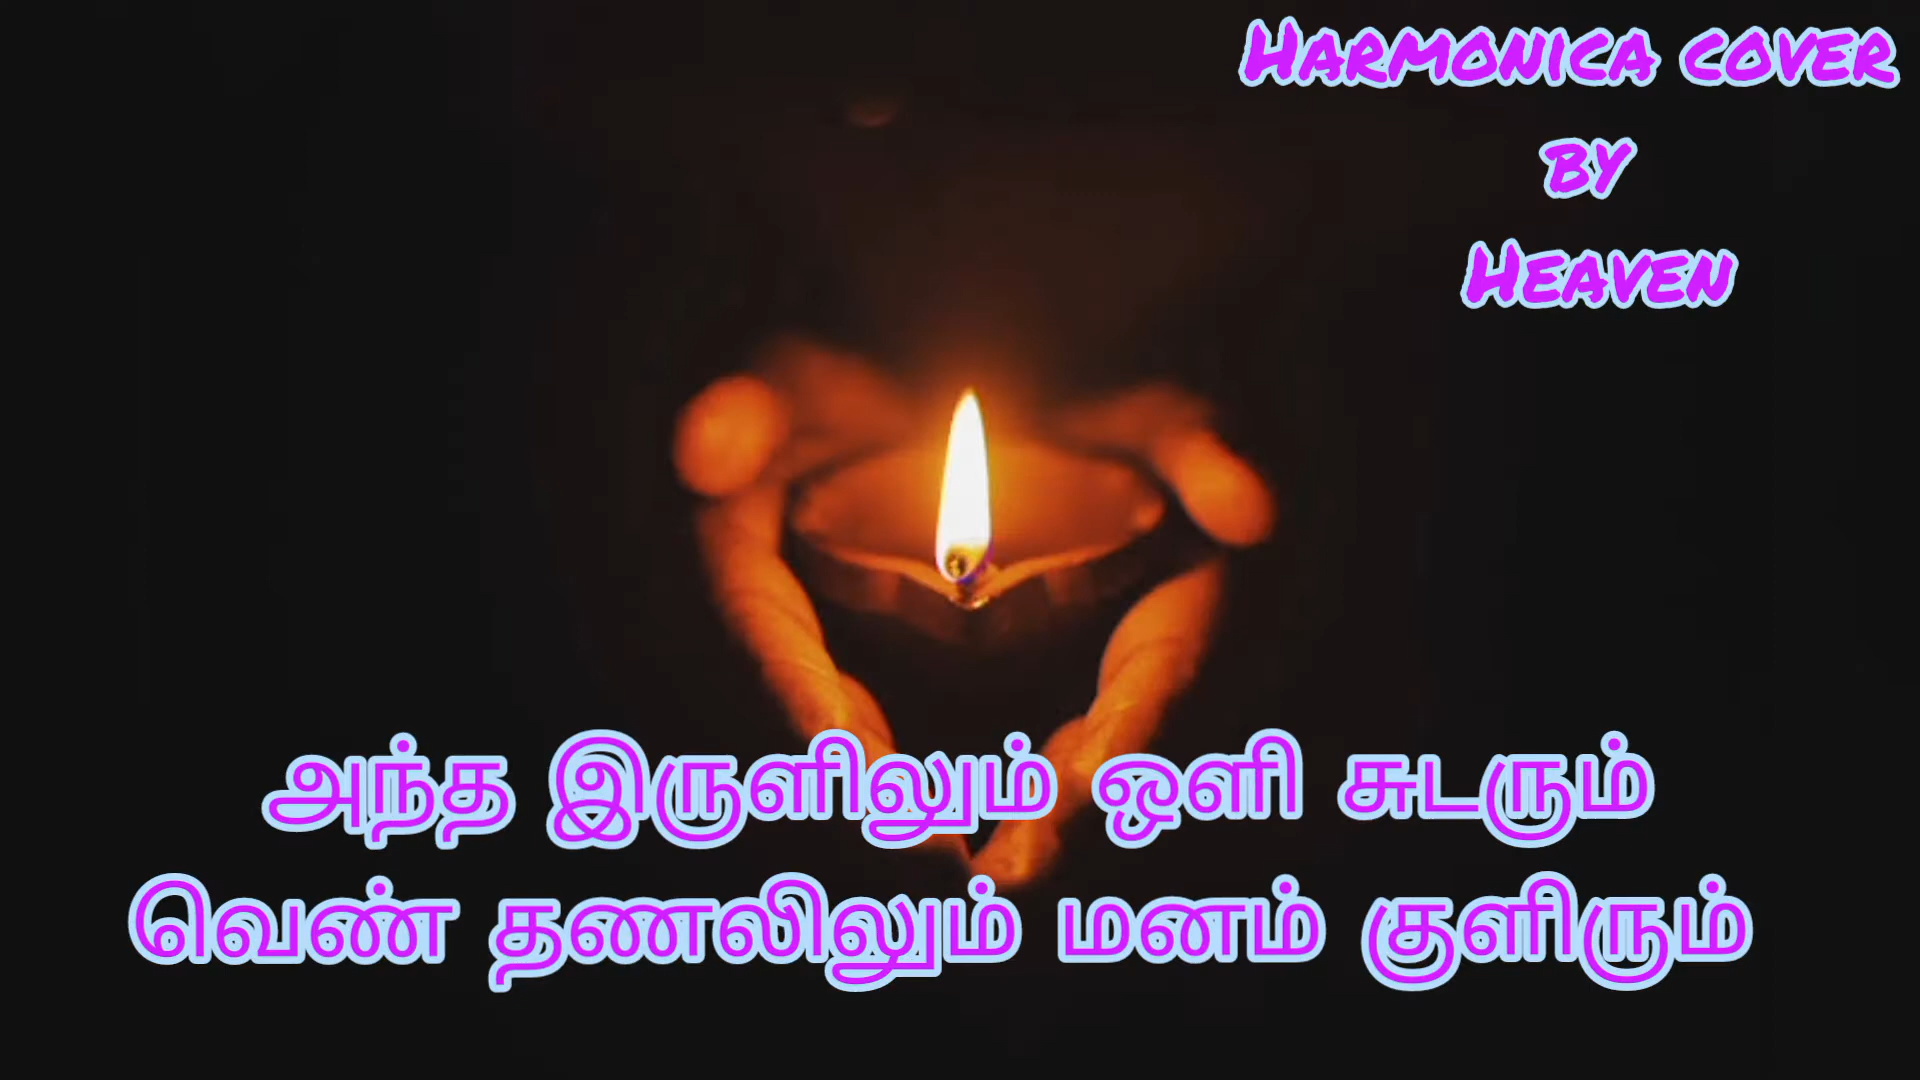 Harmonica cover
by
Heaven
அந்த இருளிலும் ஒளி சுடரும்
வெண் தணலிலும் மனம் குளிரும்